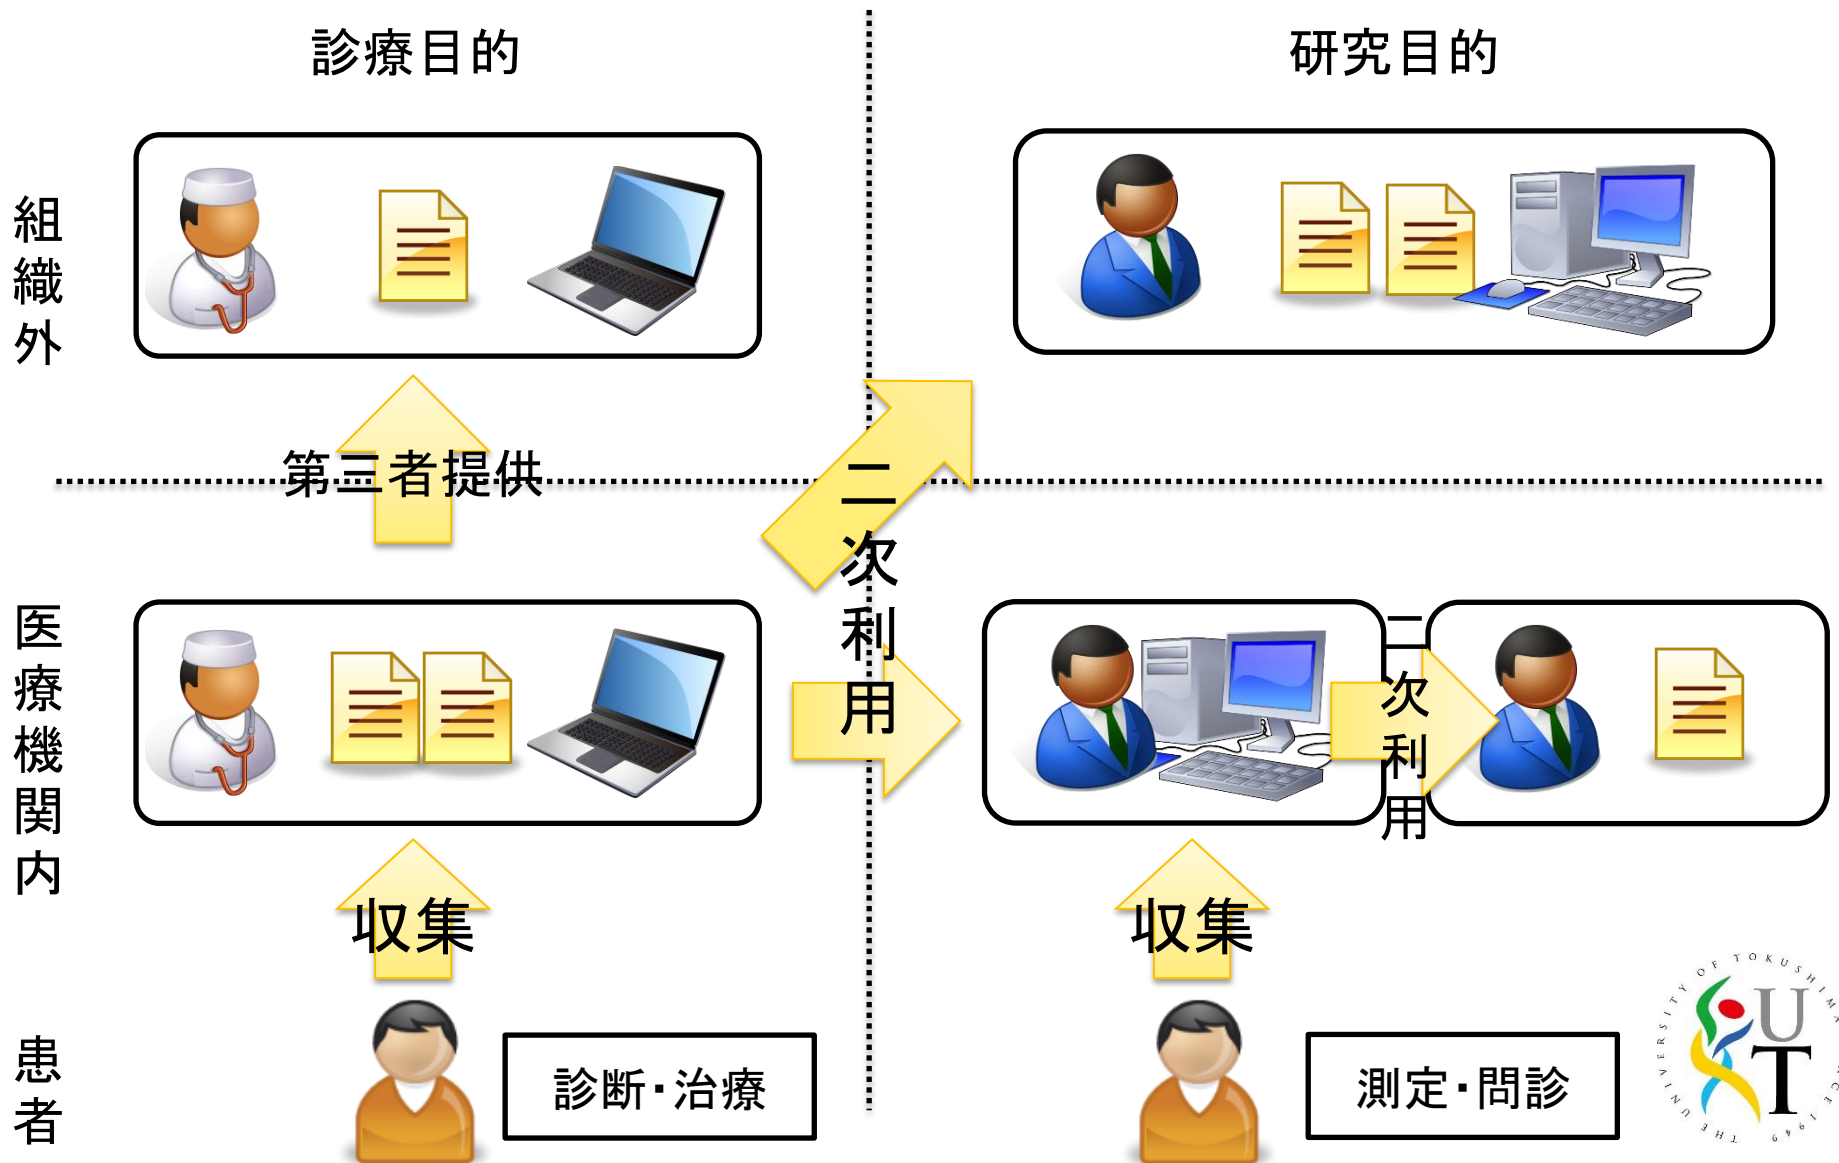 診療目的
研究目的
組織外
第三者提供
二次利用
医療機関内
二次利用
収集
収集
患者
診断・治療
測定・問診
UT
THE UNIVERSITY OF TOKUSHIMA SINCE 1949